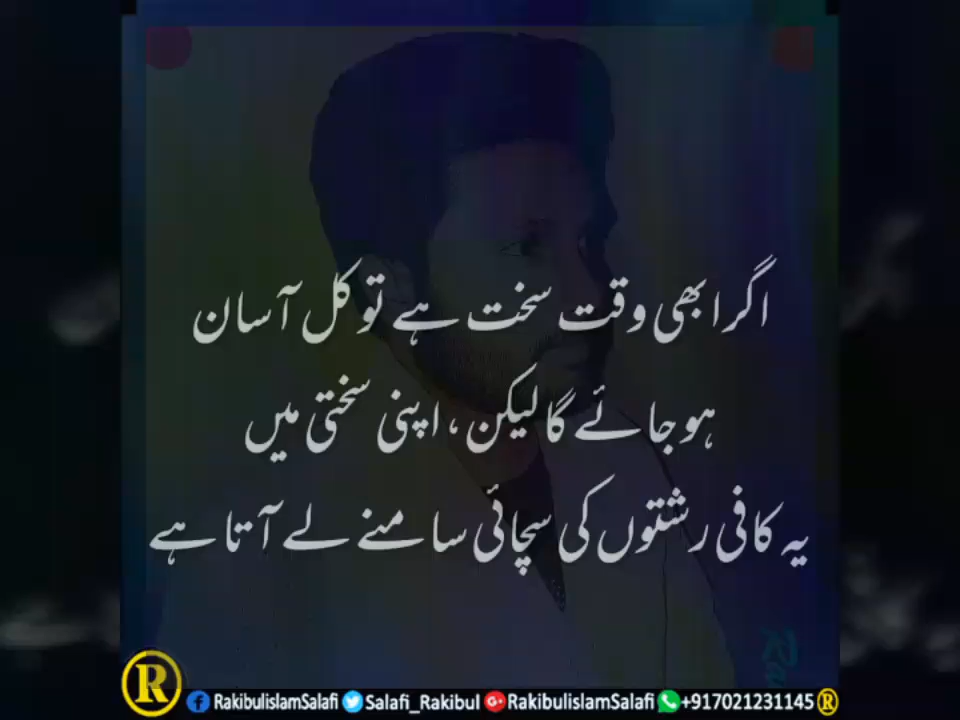 اگر ابھی وقت سخت ہے تو کل آسان
ہو جائے گا لیکن ، اپنی سختی میں
یہ کافی رشتوں کی سچائی سامنے لے آتا ہے
R RakibulislamSalafi Salafi_Rakibul RakibulislamSalafi +917021231145 R